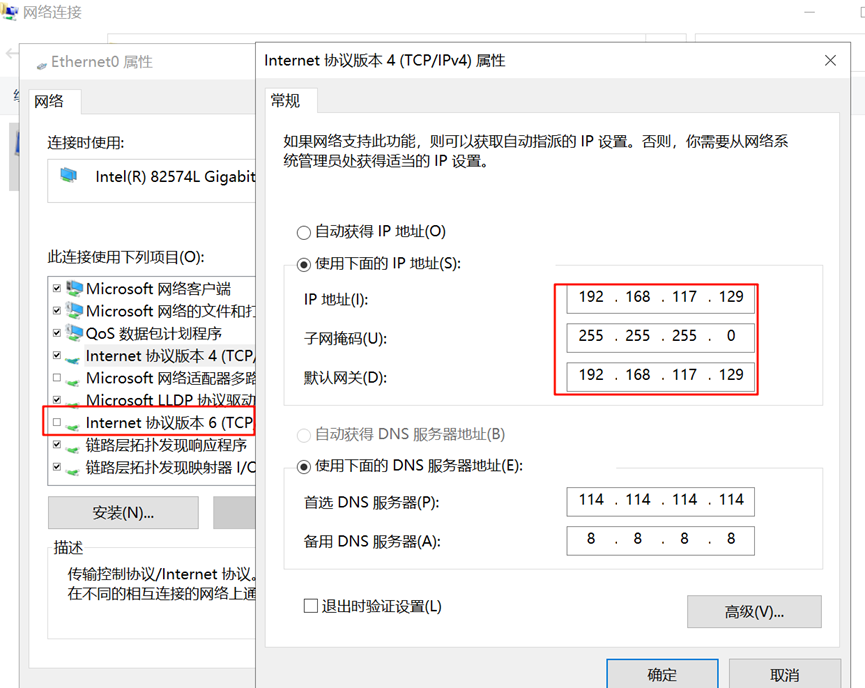 网络连接
Ethernet0 属性
网络
连接时使用:
Intel(R) 82574L Gigabit
此连接使用下列项目(O):
Microsoft 网络客户端
Microsoft 网络的文件和打
QoS 数据包计划程序
Internet 协议版本 4 (TCP/
Microsoft 网络适配器多路
Microsoft LLDP 协议驱动
Internet 协议版本 6 (TCP
链路层拓扑发现响应程序
链路层拓扑发现映射器 I/O
安装(N)...
描述
传输控制协议/Internet 协议。
在不同的相互连接的网络上通
Internet 协议版本 4 (TCP/IPv4) 属性
常规
如果网络支持此功能，则可以获取自动指派的 IP 设置。否则，你需要从网络系
统管理员处获得适当的 IP 设置。
自动获得 IP 地址(O)
使用下面的 IP 地址(S):
IP 地址(I):
192 . 168 . 117 . 129
子网掩码(U):
255 . 255 . 255 . 0
默认网关(D):
192 . 168 . 117 . 129
自动获得 DNS 服务器地址(B)
使用下面的 DNS 服务器地址(E):
首选 DNS 服务器(P):
114 . 114 . 114 . 114
备用 DNS 服务器(A):
8 . 8 . 8 . 8
退出时验证设置(L)
高级(V)...
确定
取消